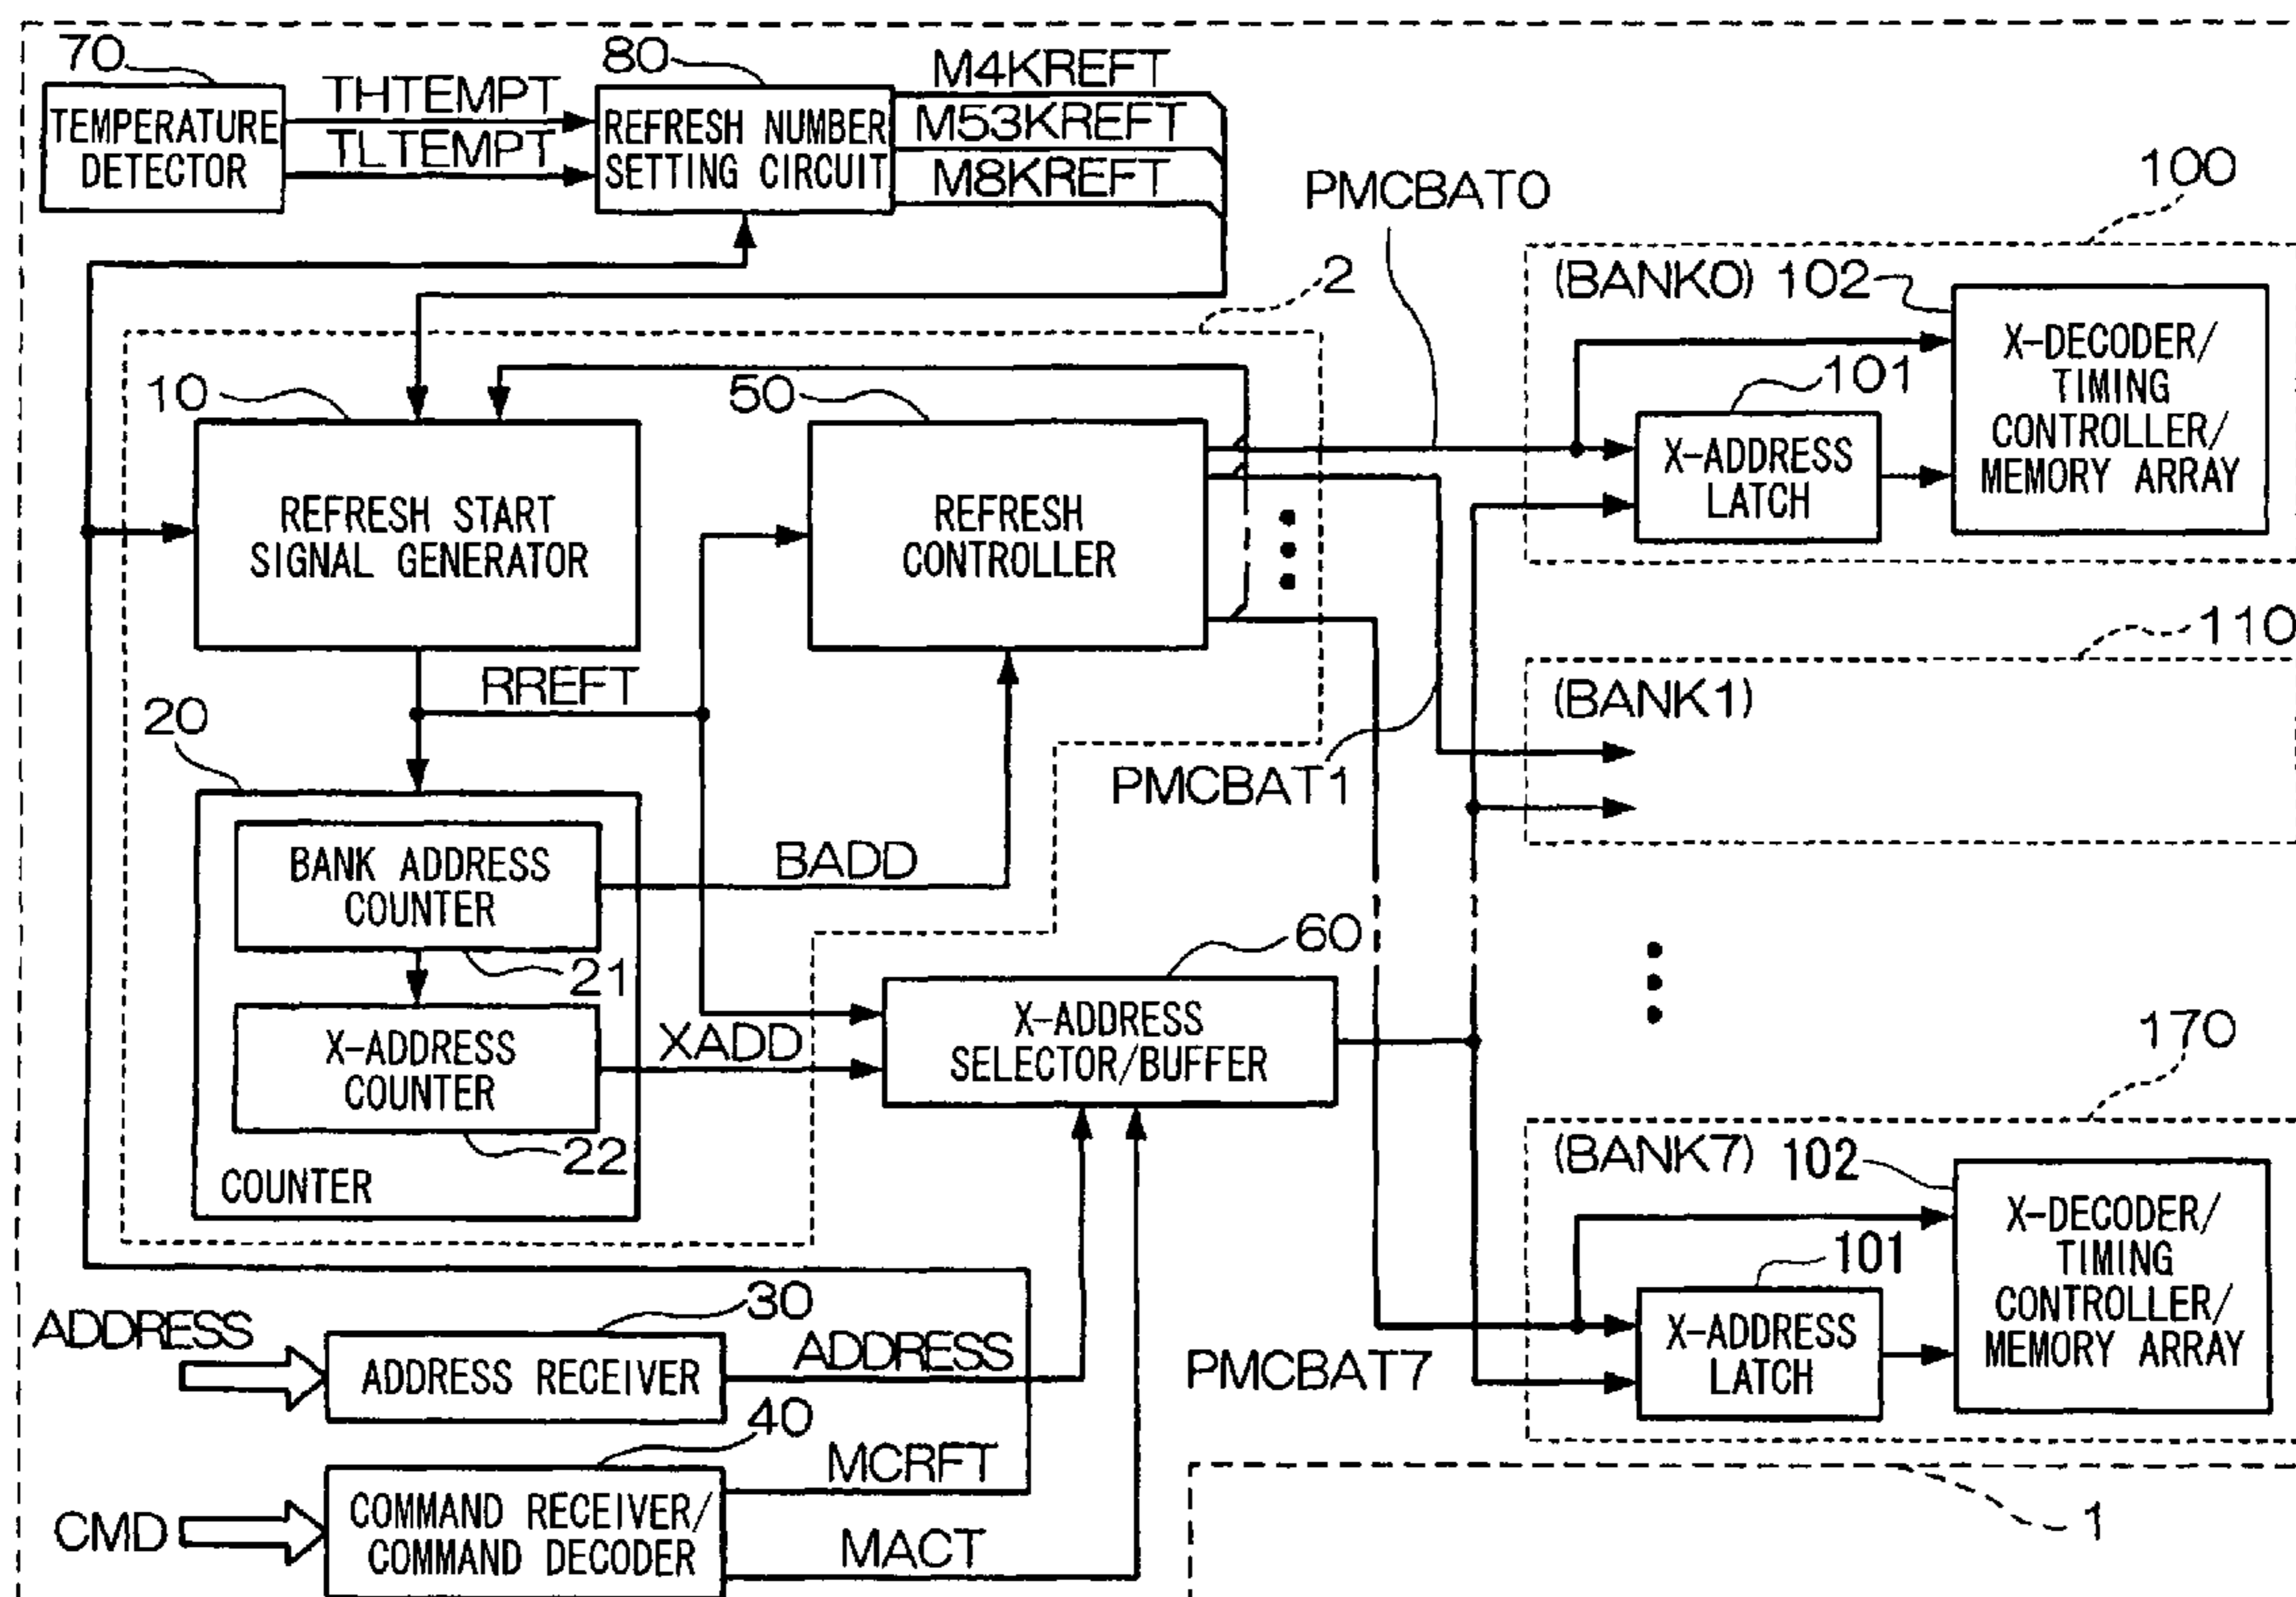 70
TEMPERATURE
DETECTOR
THTEMPT
TLTEMPT
80
REFRESH NUMBER
SETTING CIRCUIT
M4KREFT
M53KREFT
M8KREFT
PMCBAT0
100
(BANK0) 102
X-DECODER/
TIMING
CONTROLLER/
MEMORY ARRAY
101
X-ADDRESS
LATCH
2
10
REFRESH START
SIGNAL GENERATOR
50
REFRESH
CONTROLLER
110
(BANK1)
RREFT
PMCBAT1
20
BANK ADDRESS
COUNTER
21
BADD
X-ADDRESS
COUNTER
22
COUNTER
XADD
60
X-ADDRESS
SELECTOR/BUFFER
170
(BANK7) 102
X-DECODER/
TIMING
CONTROLLER/
MEMORY ARRAY
101
X-ADDRESS
LATCH
PMCBAT7
ADDRESS
30
ADDRESS RECEIVER
ADDRESS
40
CMD
COMMAND RECEIVER/
COMMAND DECODER
MCRFT
MACT
1